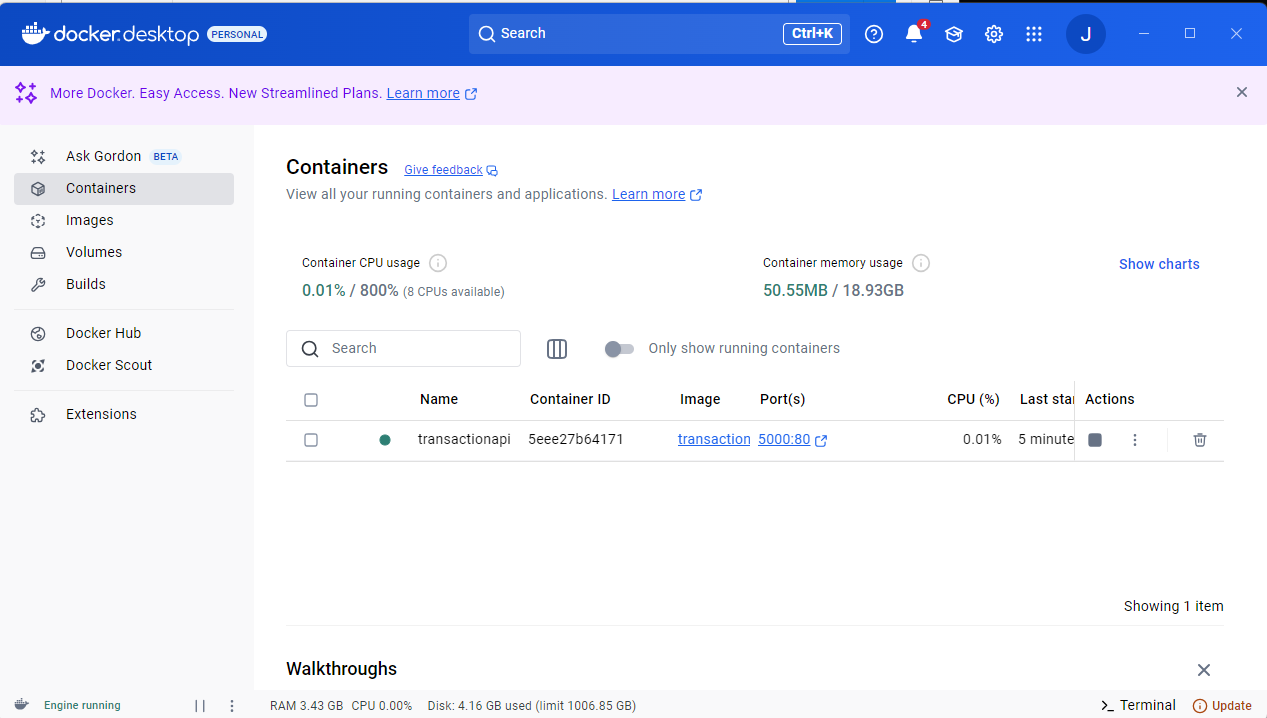 docker.desktop PERSONAL Search Ctrl+K 4 J
More Docker. Easy Access. New Streamlined Plans. Learn more
Ask Gordon BETA
Containers
Images
Volumes
Builds
Docker Hub
Docker Scout
Extensions
Containers Give feedback
View all your running containers and applications. Learn more
Container CPU usage
0.01% / 800% (8 CPUs available)
Container memory usage
50.55MB / 18.93GB
Show charts
Search Only show running containers
Name Container ID Image Port(s) CPU (%) Last star Actions
transactionapi 5eee27b64171 transaction 5000:80 0.01% 5 minute
Showing 1 item
Walkthroughs
Engine running RAM 3.43 GB CPU 0.00% Disk: 4.16 GB used (limit 1006.85 GB) Terminal Update